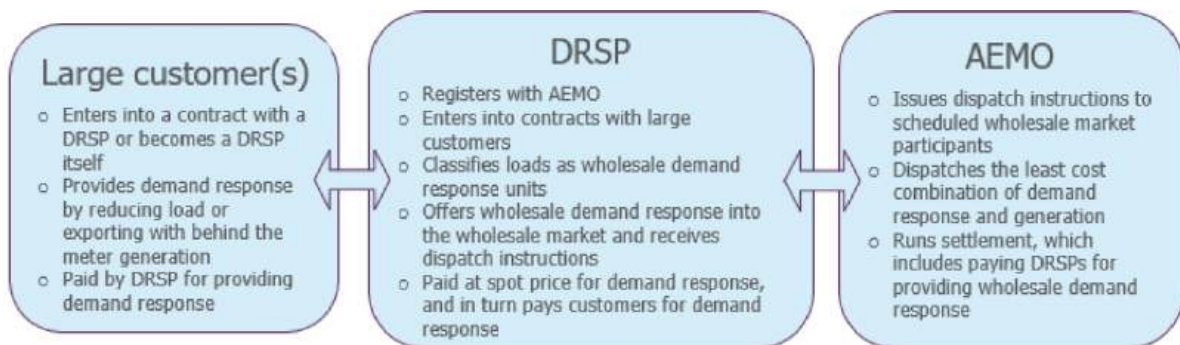 Large customer(s)
○ Enters into a contract with a
DRSP or becomes a DRSP
itself
○ Provides demand response
by reducing load or
exporting with behind the
meter generation
○ Paid by DRSP for providing
demand response
DRSP
○ Registers with AEMO
○ Enters into contracts with large
customers
○ Classifies loads as wholesale demand
response units
○ Offers wholesale demand response into
the wholesale market and receives
dispatch instructions
○ Paid at spot price for demand response,
and in turn pays customers for demand
response
AEMO
○ Issues dispatch instructions to
scheduled wholesale market
participants
○ Dispatches the least cost
combination of demand
response and generation
○ Runs settlement, which
includes paying DRSPs for
providing wholesale demand
response